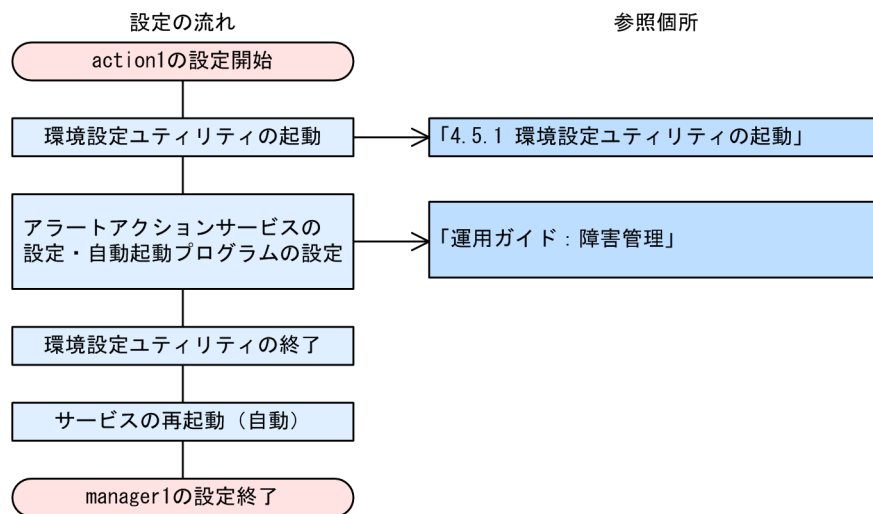 設定の流れ
参照個所
action1の設定開始
環境設定ユティリティの起動
「4.5.1 環境設定ユティリティの起動」
アラートアクションサービスの
設定・自動起動プログラムの設定
「運用ガイド：障害管理」
環境設定ユティリティの終了
サービスの再起動（自動）
manager1の設定終了